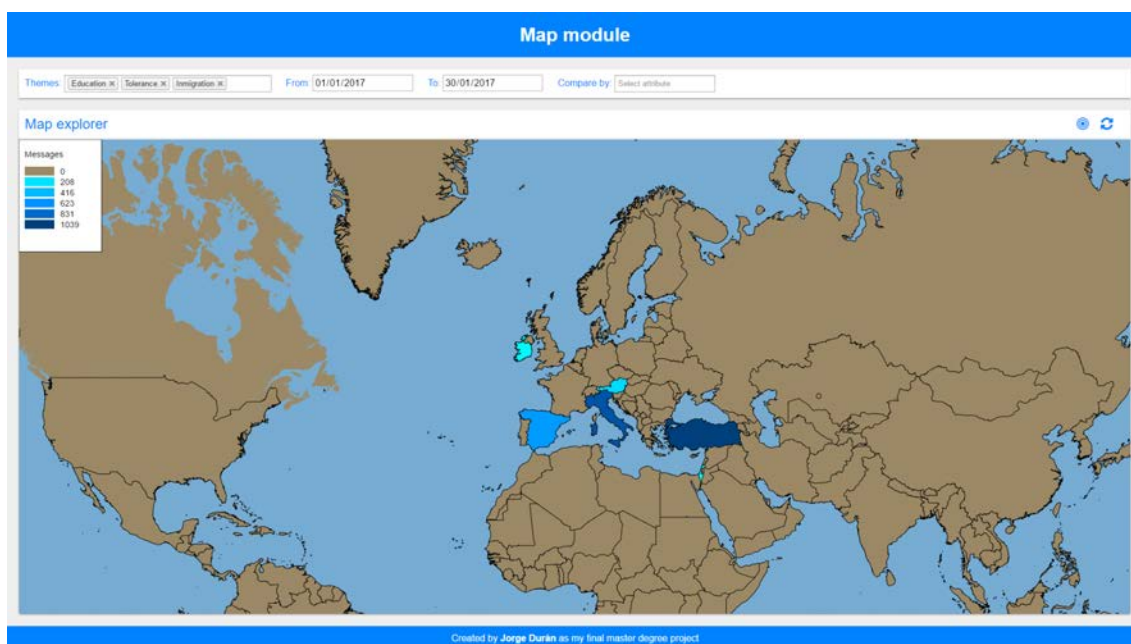 Map module
Themes: Education × Tolerance × Inmigration × From: 01/01/2017 To: 30/01/2017 Compare by: Select attribute
Map explorer
Messages
0
208
416
623
831
1039
Created by Jorge Durán as my final master degree project